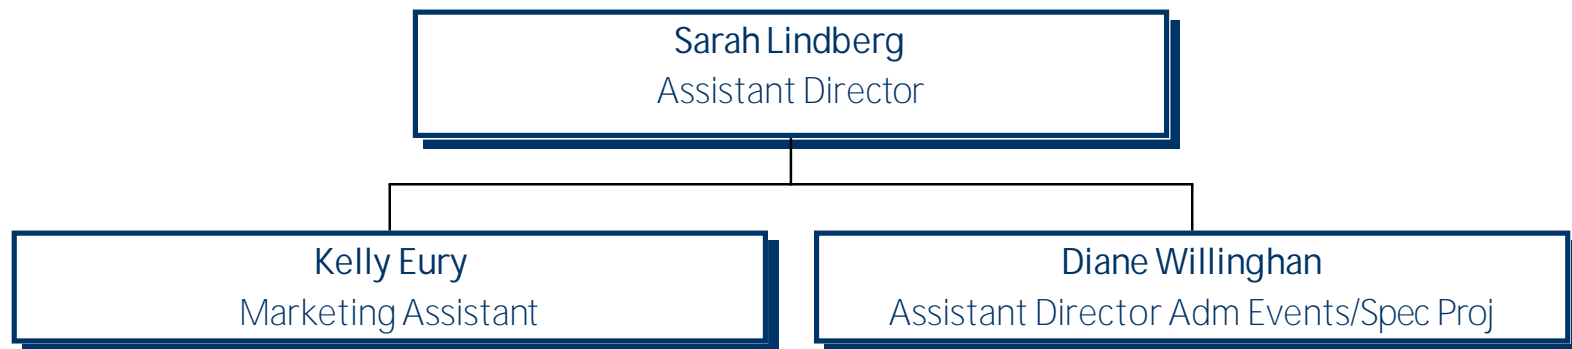 Sarah Lindberg
Assistant Director
Kelly Eury
Marketing Assistant
Diane Willinghan
Assistant Director Adm Events/Spec Proj